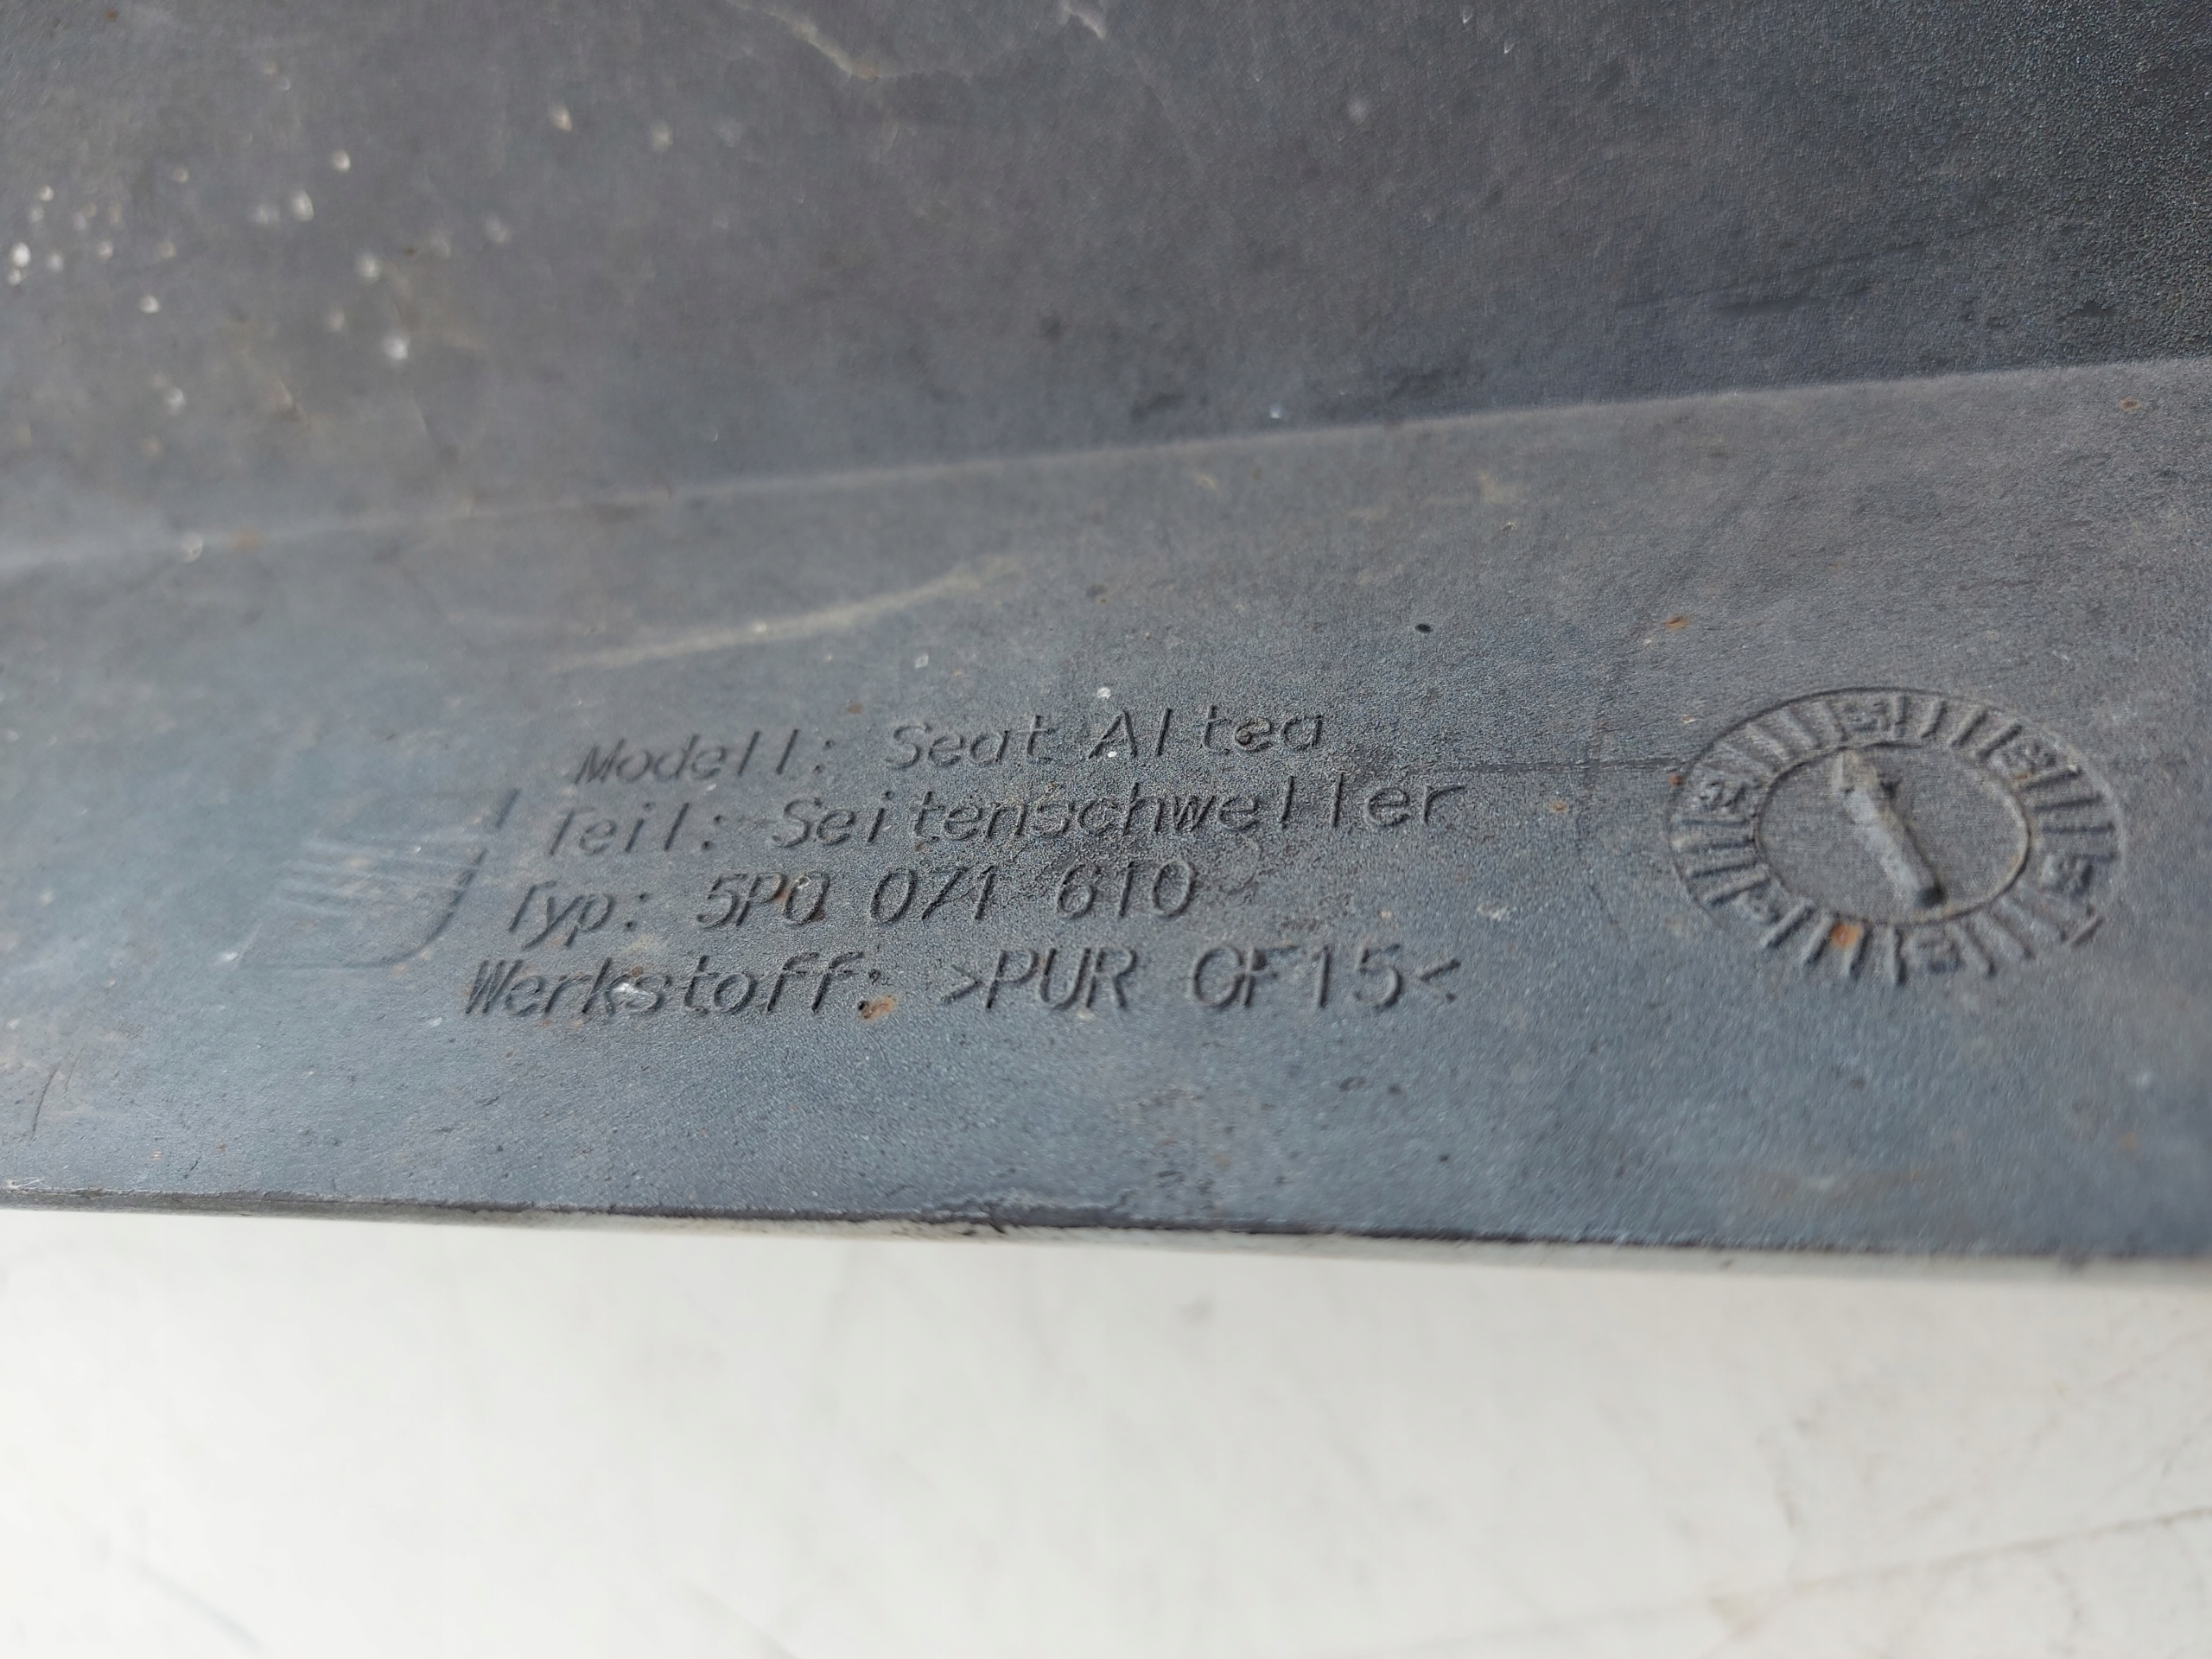 Modell: Seat Altea
Teil: Seitenschweller
Typ: 5P0 071 610
Werkstoff: >PUR GF15<